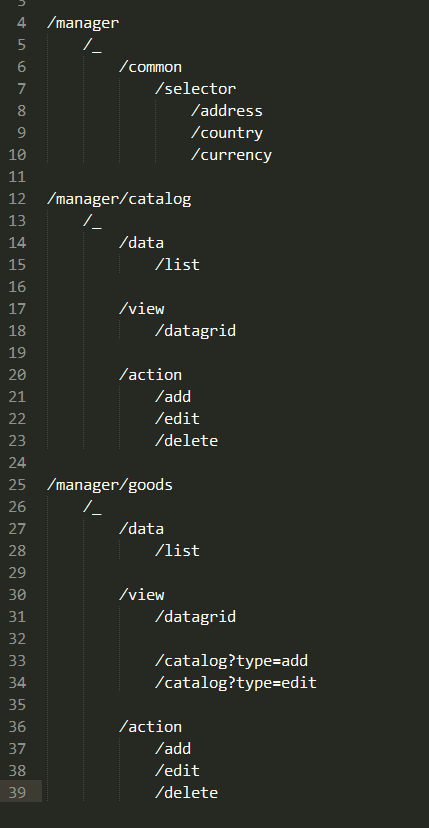 3
4 /manager
5 /_
6 /common
7 /selector
8 /address
9 /country
10 /currency
11
12 /manager/catalog
13 /_
14 /data
15 /list
16
17 /view
18 /datagrid
19
20 /action
21 /add
22 /edit
23 /delete
24
25 /manager/goods
26 /_
27 /data
28 /list
29
30 /view
31 /datagrid
32
33 /catalog?type=add
34 /catalog?type=edit
35
36 /action
37 /add
38 /edit
39 /delete